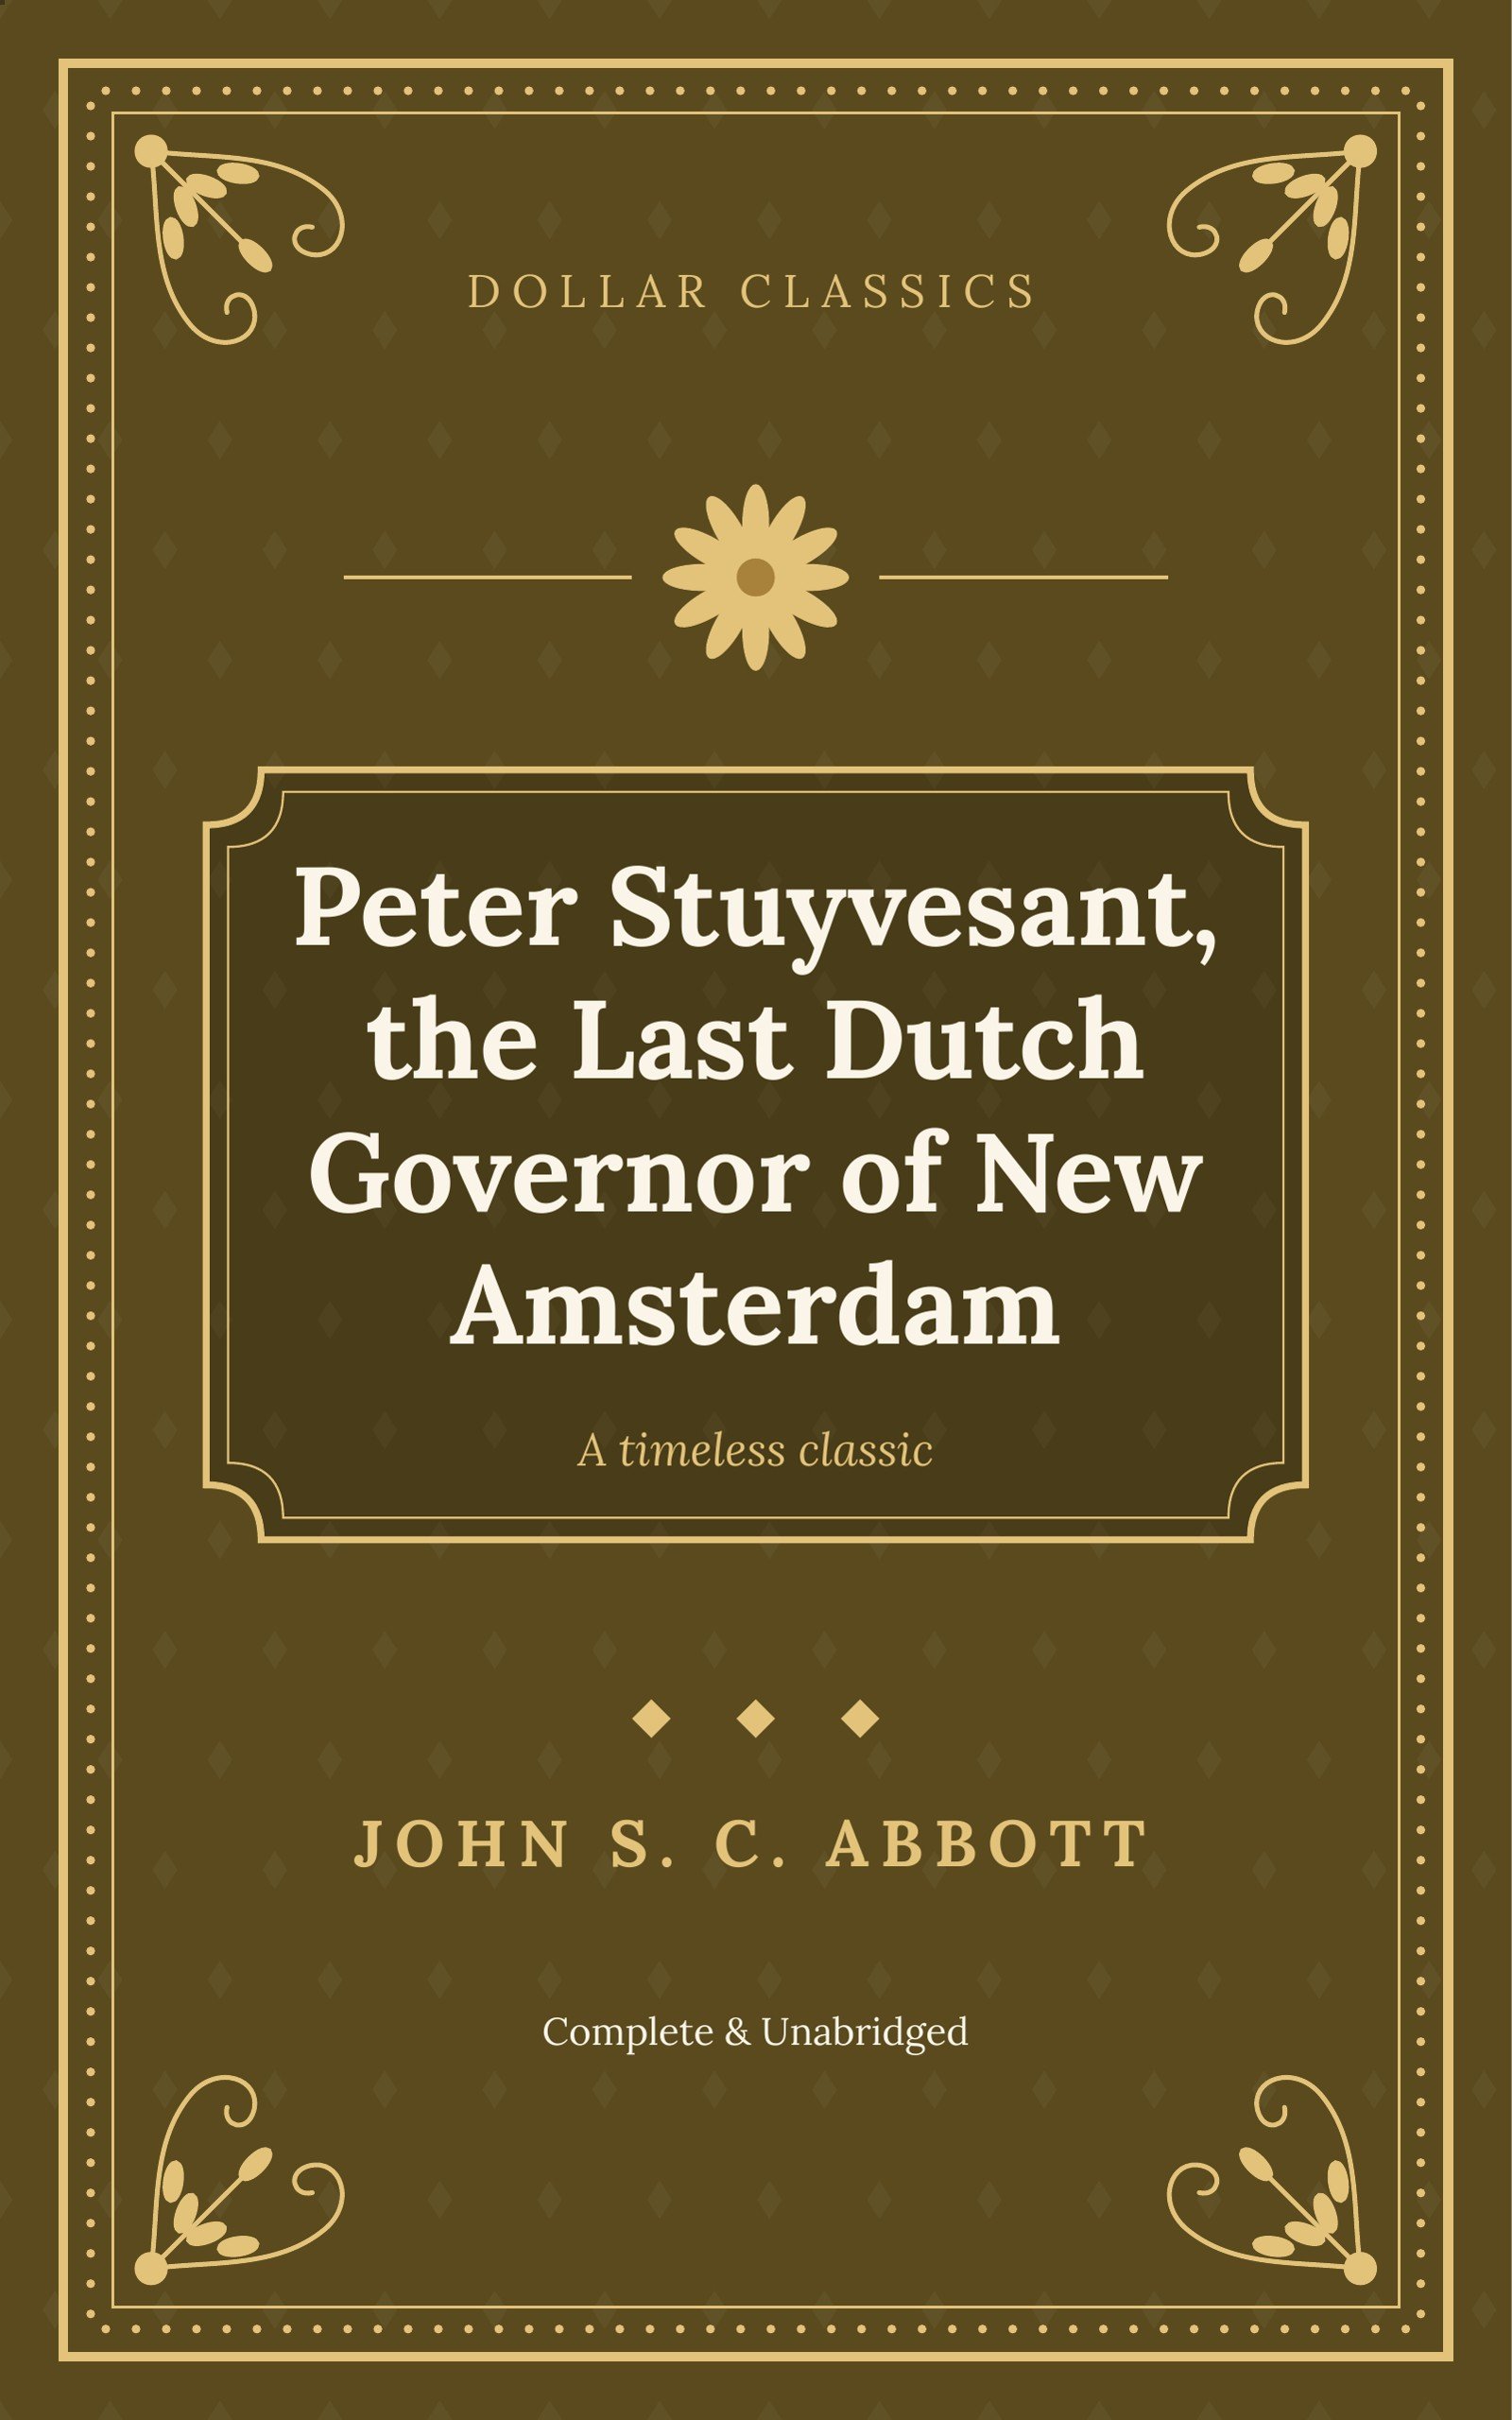 DOLLAR CLASSICS
Peter Stuyvesant,
the Last Dutch
Governor of New
Amsterdam
A timeless classic
JOHN S. C. ABBOTT
Complete & Unabridged